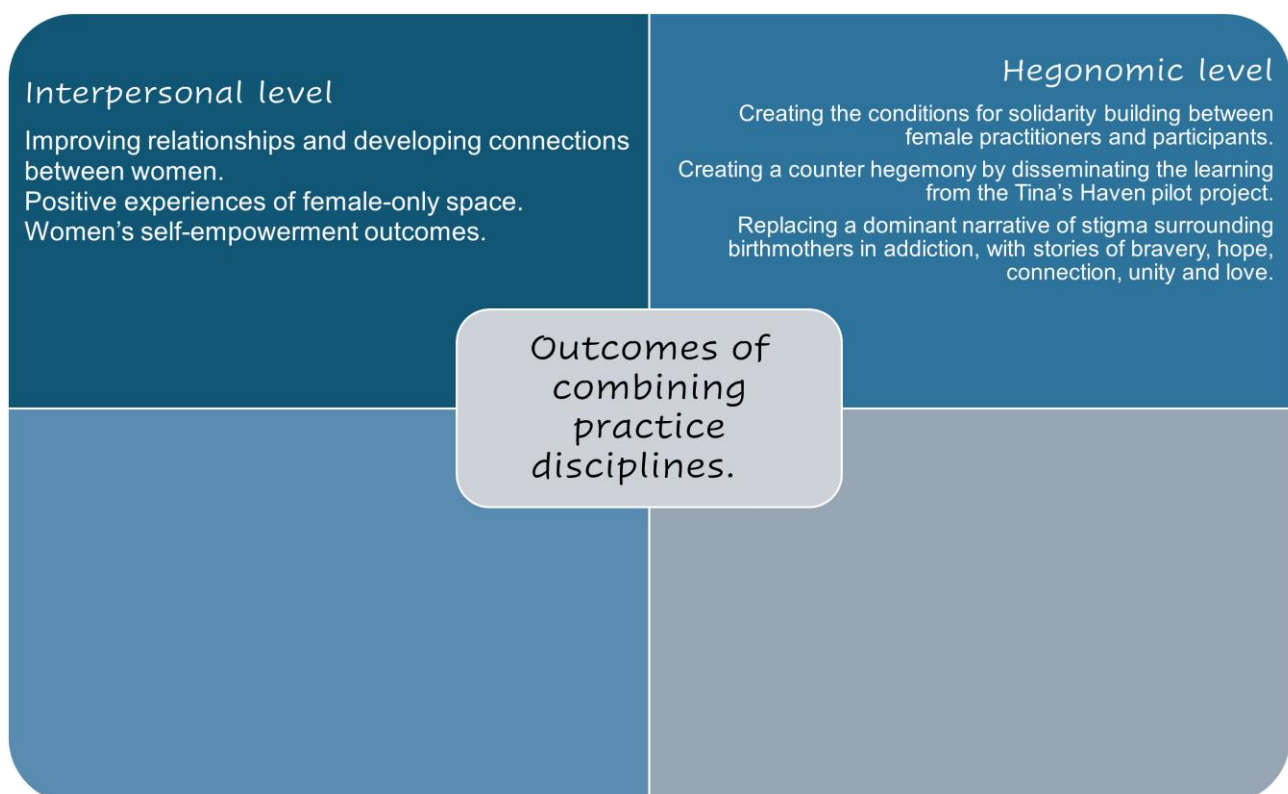 Interpersonal level
Improving relationships and developing connections
between women.
Positive experiences of female-only space.
Women’s self-empowerment outcomes.
Hegonomic level
Creating the conditions for solidarity building between
female practitioners and participants.
Creating a counter hegemony by disseminating the learning
from the Tina’s Haven pilot project.
Replacing a dominant narrative of stigma surrounding
birthmothers in addiction, with stories of bravery, hope,
connection, unity and love.
Outcomes of
combining
practice
disciplines.